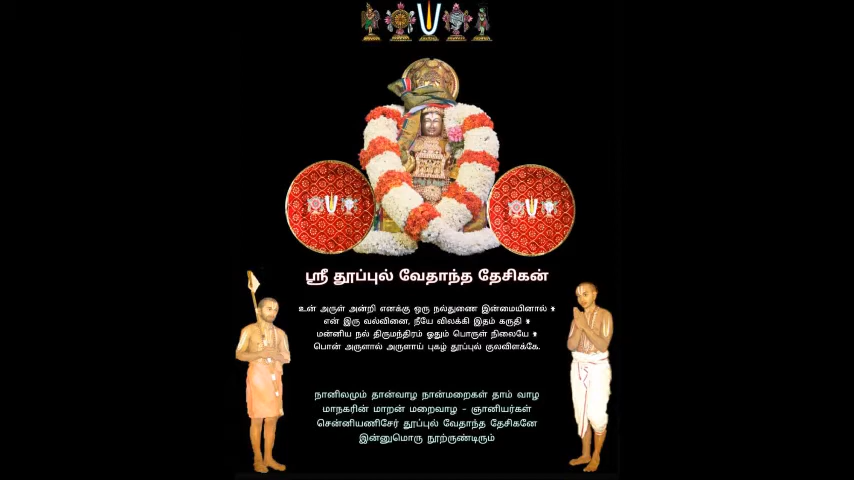 ஸ்ரீ தூப்புல் வேதாந்த தேசிகன்
உன் அருள் அன்றி எனக்கு ஒரு நல்துணை இன்மையினால் *
என் இரு வல்வினை, நீயே விலக்கி இதம் கருதி *
மன்னிய நல் திருமந்திரம் ஓதும் பொருள் நிலையே *
பொன் அருளால் அருளாய் புகழ் தூப்புல் குலவிளக்கே.
நானிலமும் தான்வாழ நான்மறைகள் தாம் வாழ
மாநகரின் மாறன் மறைவாழ - ஞானியர்கள்
சென்னியணிசேர் தூப்புல் வேதாந்த தேசிகனே
இன்னுமொரு நூற்றுண்டிரும்